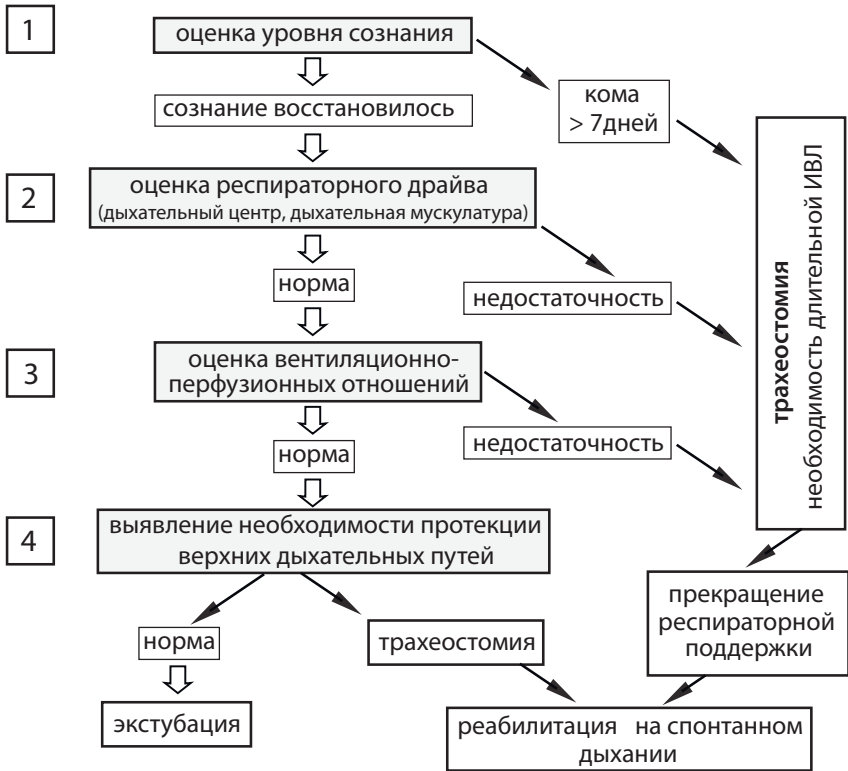 1
оценка уровня сознания
сознание восстановилось
кома
> 7дней
2
оценка респираторного драйва
(дыхательный центр, дыхательная мускулатура)
норма
недостаточность
трахеостомия
необходимость длительной ИВЛ
3
оценка вентиляционно-
перфузионных отношений
норма
недостаточность
4
выявление необходимости протекции
верхних дыхательных путей
норма
трахеостомия
прекращение
респираторной
поддержки
экстубация
реабилитация на спонтанном
дыхании